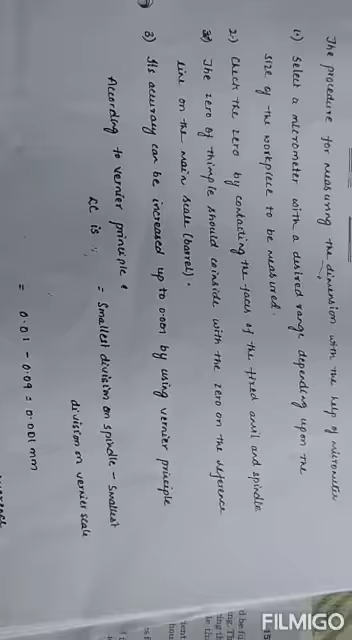 The procedure for measuring the dimension with the help of micrometer
(1) Select a micrometer with a desired range depending upon the
size of the workpiece to be measured.
2.) Check the zero by contacting the faces of the fixed anvil and spindle
The zero of thimple should coinside with the zero on the reference
line on the main scale (barrel).
3) Its accuracy can be increased up to 0.001 by using vernier principle
According to vernier principle
LC is = Smallest division on spindle - smallest
division on vernier scale
= 0.01 - 0.09 = 0.001 mm
FILMIGO